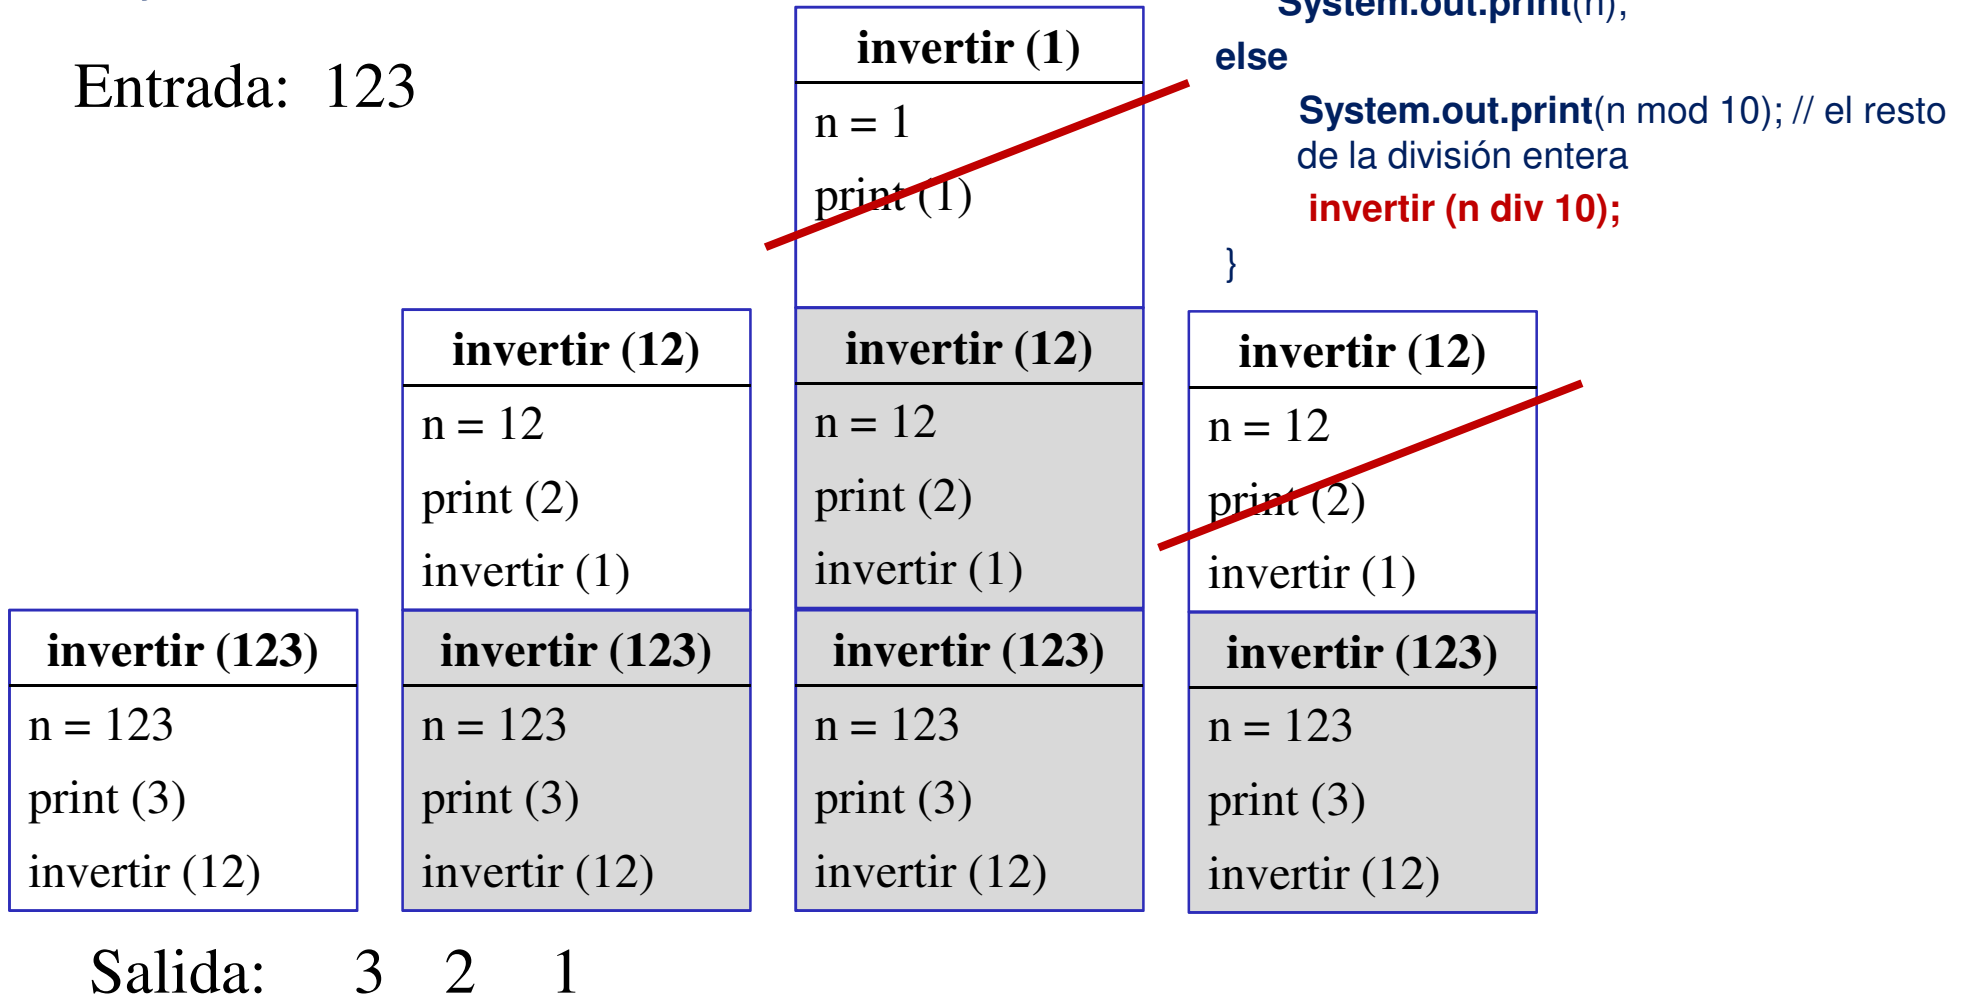 System.out.print(n);
else
System.out.print(n mod 10); // el resto
de la división entera
invertir (n div 10);
}
Entrada: 123
invertir (1)
n = 1
print (1)
invertir (12)
n = 12
print (2)
invertir (1)
invertir (12)
n = 12
print (2)
invertir (1)
invertir (12)
n = 12
print (2)
invertir (1)
invertir (123)
n = 123
print (3)
invertir (12)
invertir (123)
n = 123
print (3)
invertir (12)
invertir (123)
n = 123
print (3)
invertir (12)
invertir (123)
n = 123
print (3)
invertir (12)
Salida: 3 2 1